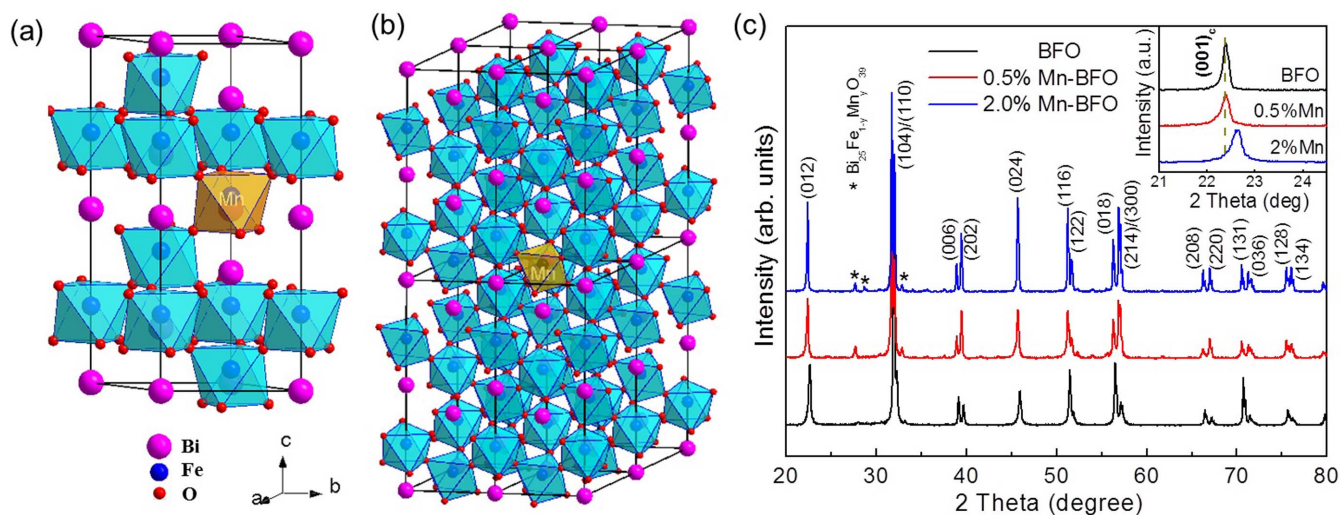 (a)
Mn
Bi
Fe
O
c
a
b
(b)
Mn
(c)
Intensity (arb. units)
2 Theta (degree)
20 30 40 50 60 70 80
BFO
0.5% Mn-BFO
2.0% Mn-BFO
* Bi25Fe1-yMnyO39
(012)
*
*
(104)/(110)
*
(006)
(202)
(024)
(116)
(122)
(018)
(214)/(300)
(208)
(220)
(131)
(036)
(128)
(134)
Intensity (a.u.)
(001)c
BFO
0.5%Mn
2%Mn
21 22 23 24
2 Theta (deg)